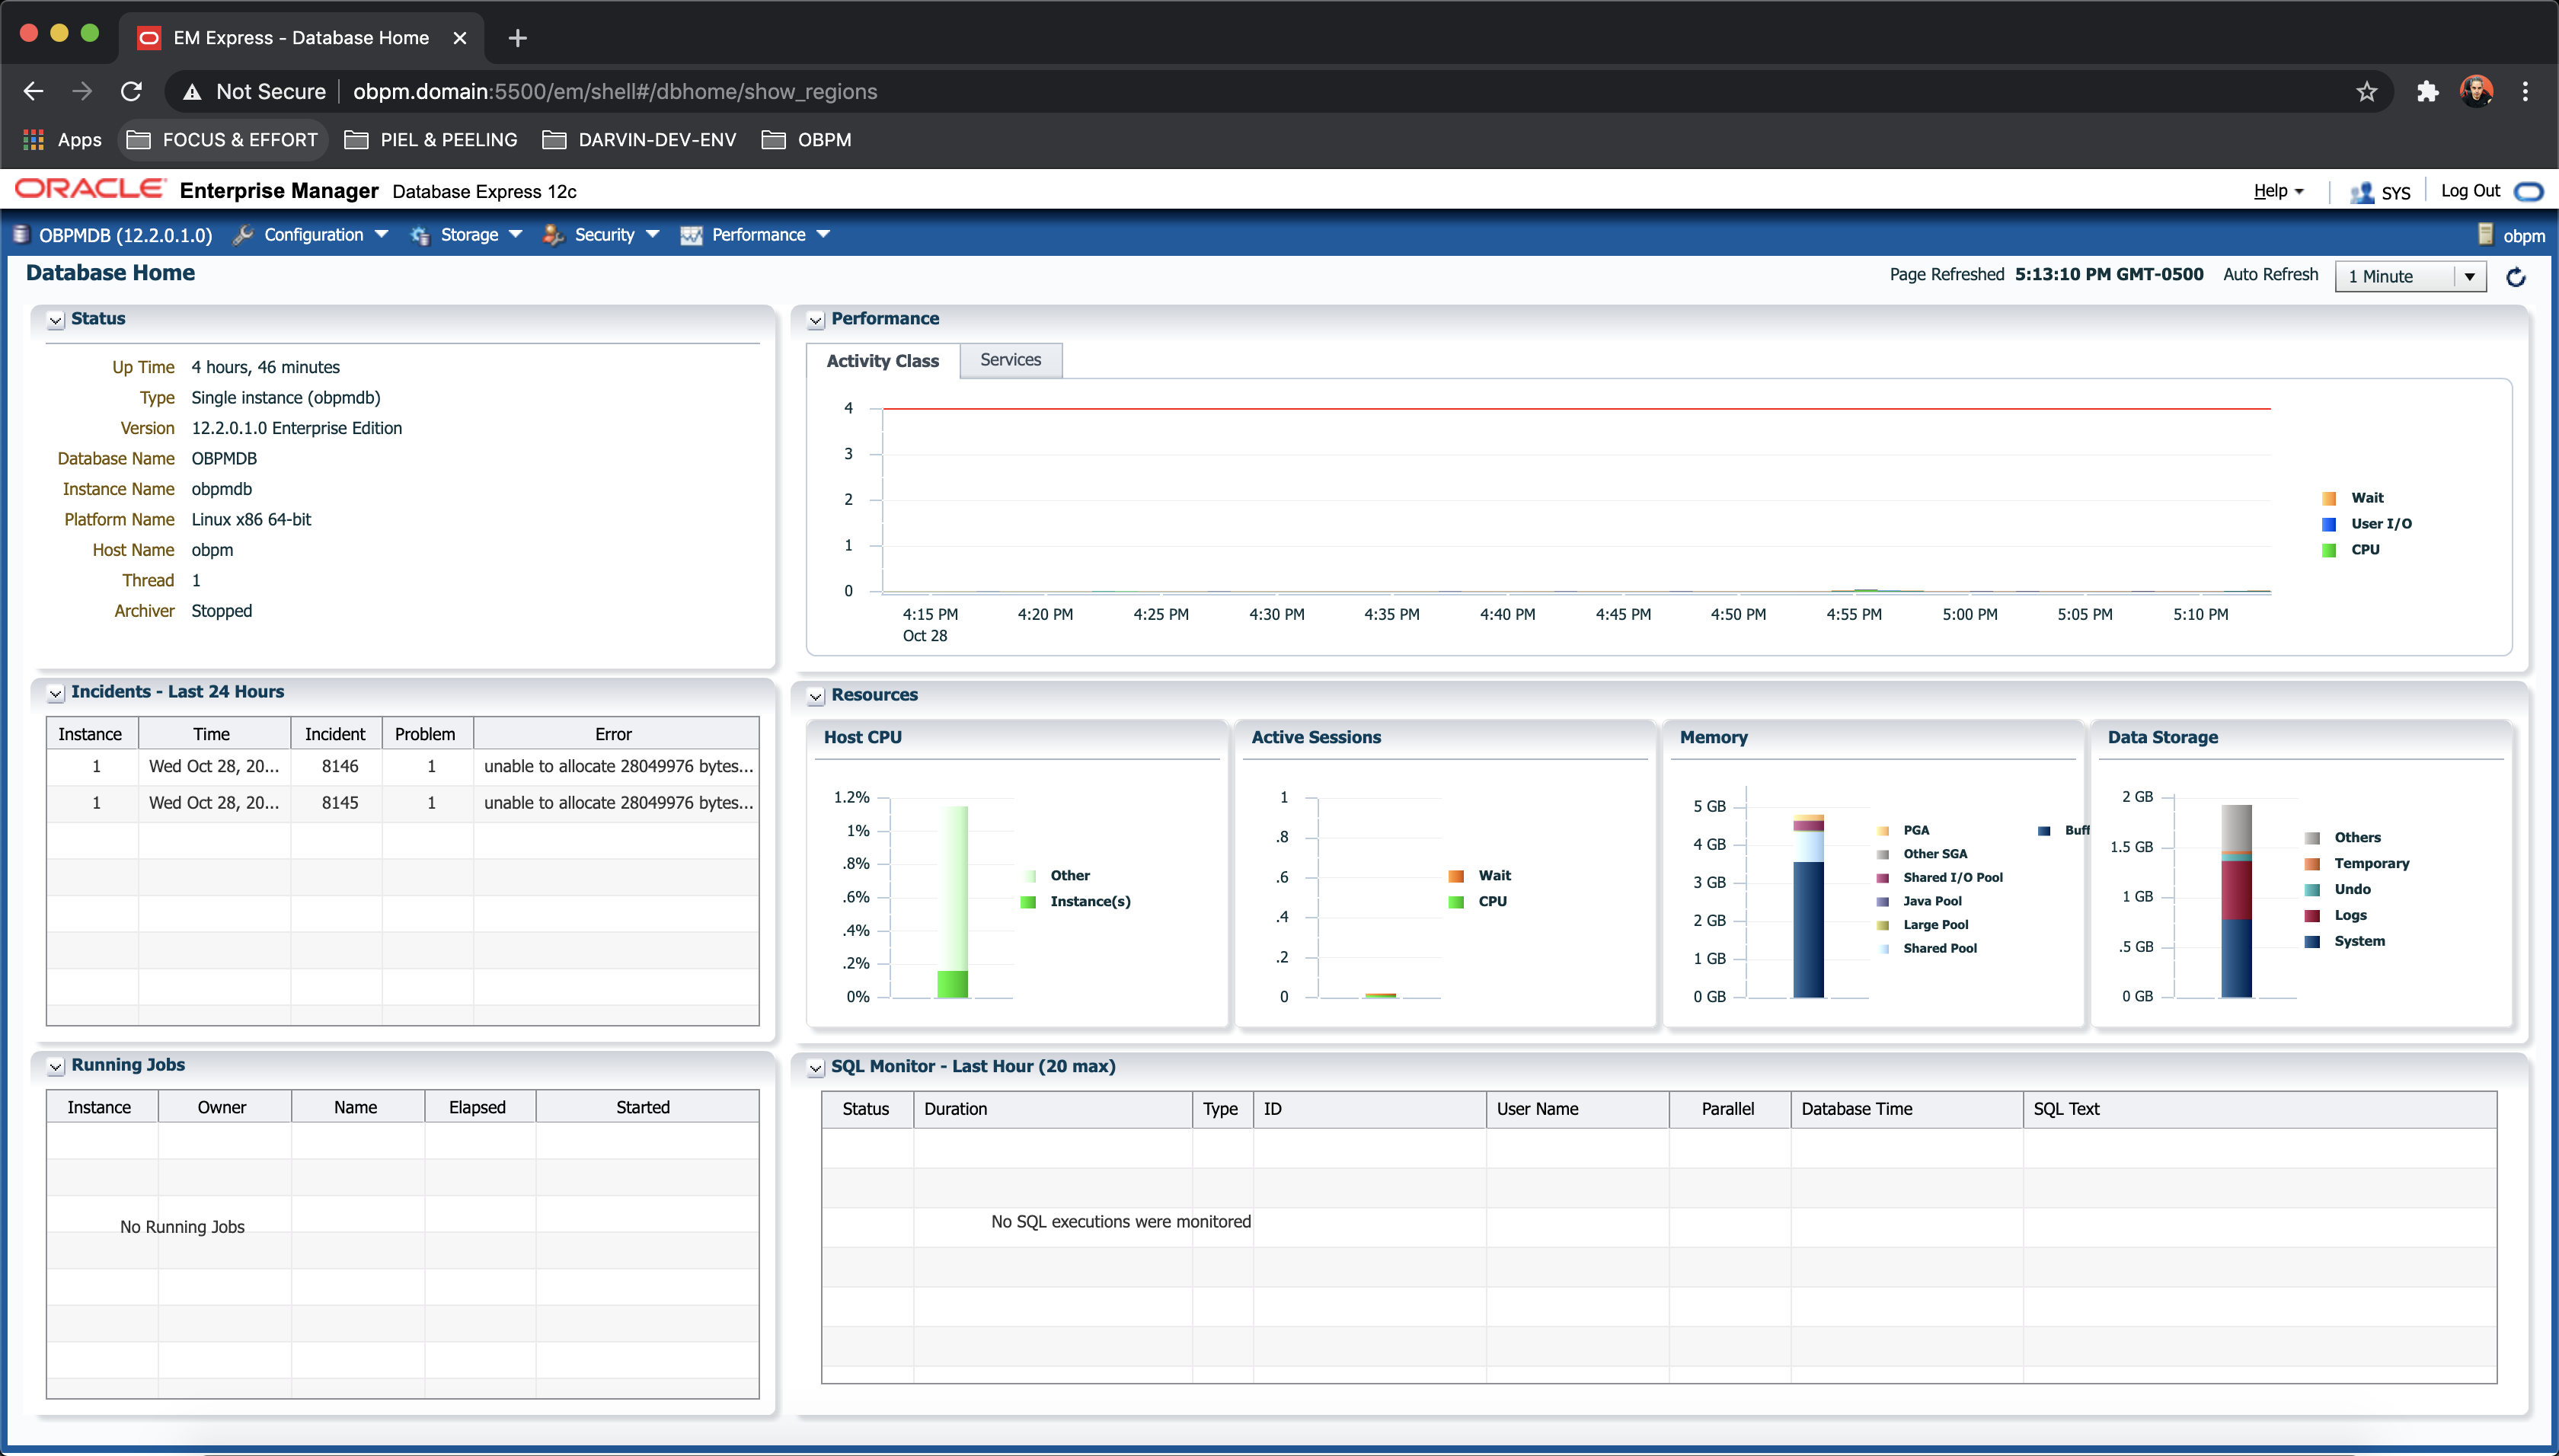 EM Express - Database Home
Not Secure obpm.domain:5500/em/shell#/dbhome/show_regions
Apps FOCUS & EFFORT PIEL & PEELING DARVIN-DEV-ENV OBPM
ORACLE Enterprise Manager Database Express 12c Help SYS Log Out
OBPMDB (12.2.0.1.0) Configuration Storage Security Performance obpm
Database Home Page Refreshed 5:13:10 PM GMT-0500 Auto Refresh 1 Minute
Status
Up Time 4 hours, 46 minutes
Type Single instance (obpmdb)
Version 12.2.0.1.0 Enterprise Edition
Database Name OBPMDB
Instance Name obpmdb
Platform Name Linux x86 64-bit
Host Name obpm
Thread 1
Archiver Stopped
Performance
Activity Class Services
4
3
2
1
0
4:15 PM 4:20 PM 4:25 PM 4:30 PM 4:35 PM 4:40 PM 4:45 PM 4:50 PM 4:55 PM 5:00 PM 5:05 PM 5:10 PM
Oct 28
Wait
User I/O
CPU
Incidents - Last 24 Hours
Instance Time Incident Problem Error
1 Wed Oct 28, 20... 8146 1 unable to allocate 28049976 bytes...
1 Wed Oct 28, 20... 8145 1 unable to allocate 28049976 bytes...
Resources
Host CPU
1.2%
1%
.8%
.6%
.4%
.2%
0%
Other
Instance(s)
Active Sessions
1
.8
.6
.4
.2
0
Wait
CPU
Memory
5 GB
4 GB
3 GB
2 GB
1 GB
0 GB
PGA Buff
Other SGA
Shared I/O Pool
Java Pool
Large Pool
Shared Pool
Data Storage
2 GB
1.5 GB
1 GB
.5 GB
0 GB
Others
Temporary
Undo
Logs
System
Running Jobs
Instance Owner Name Elapsed Started
No Running Jobs
SQL Monitor - Last Hour (20 max)
Status Duration Type ID User Name Parallel Database Time SQL Text
No SQL executions were monitored